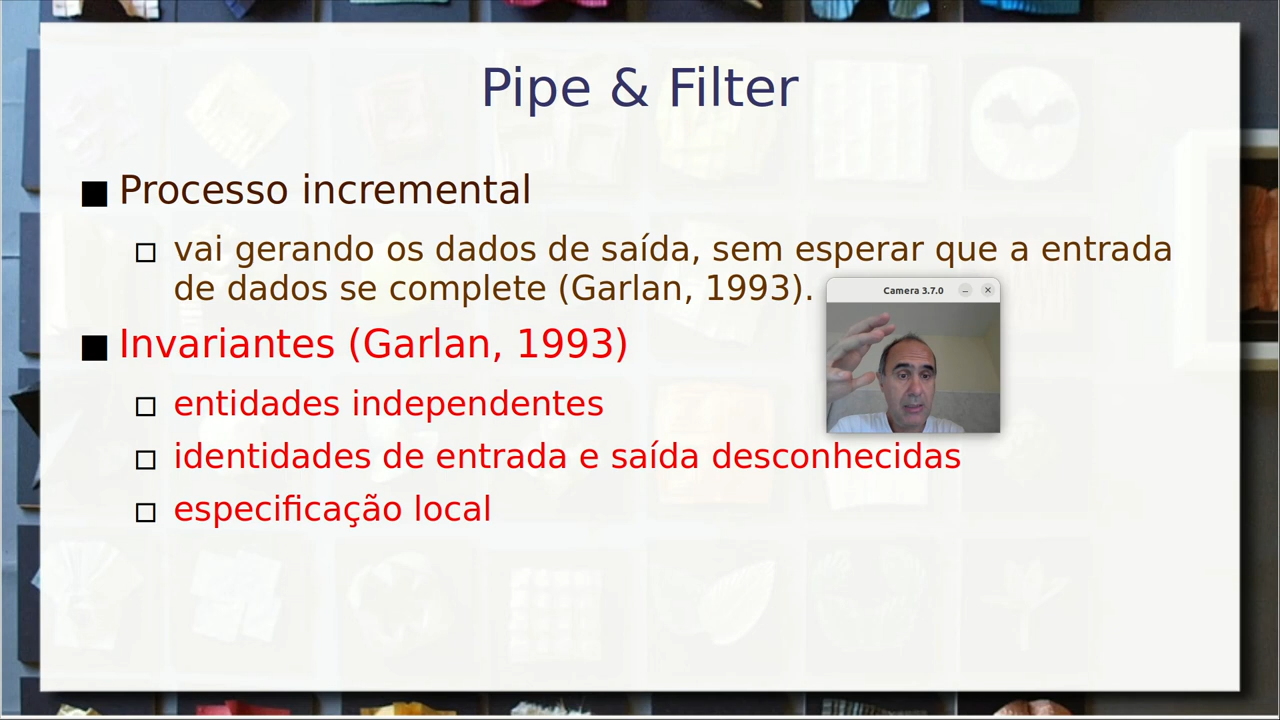 Pipe & Filter
Processo incremental
vai gerando os dados de saída, sem esperar que a entrada
de dados se complete (Garlan, 1993).
Camera 3.7.0
Invariantes (Garlan, 1993)
entidades independentes
identidades de entrada e saída desconhecidas
especificação local